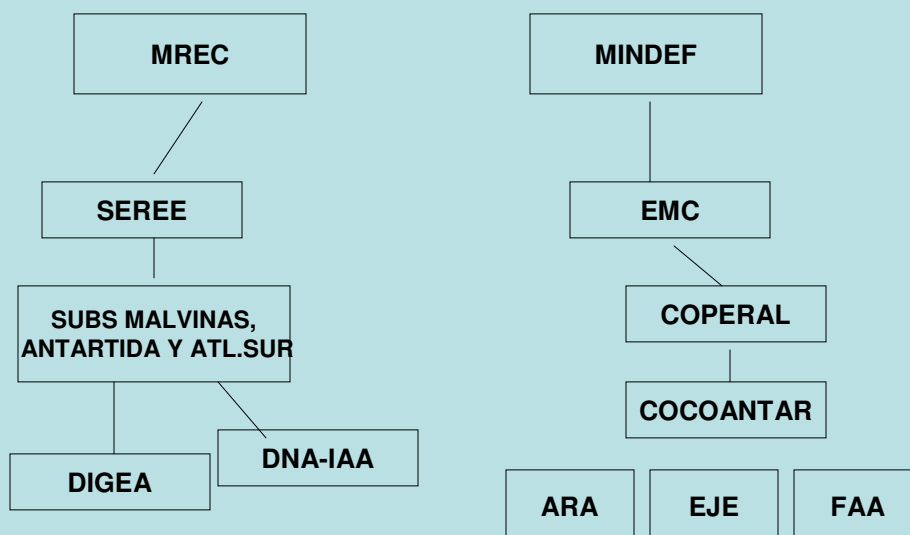 MREC
MINDEF
SEREE
EMC
SUBS MALVINAS,
ANTARTIDA Y ATL.SUR
COPERAL
COCOANTAR
DIGEA
DNA-IAA
ARA
EJE
FAA